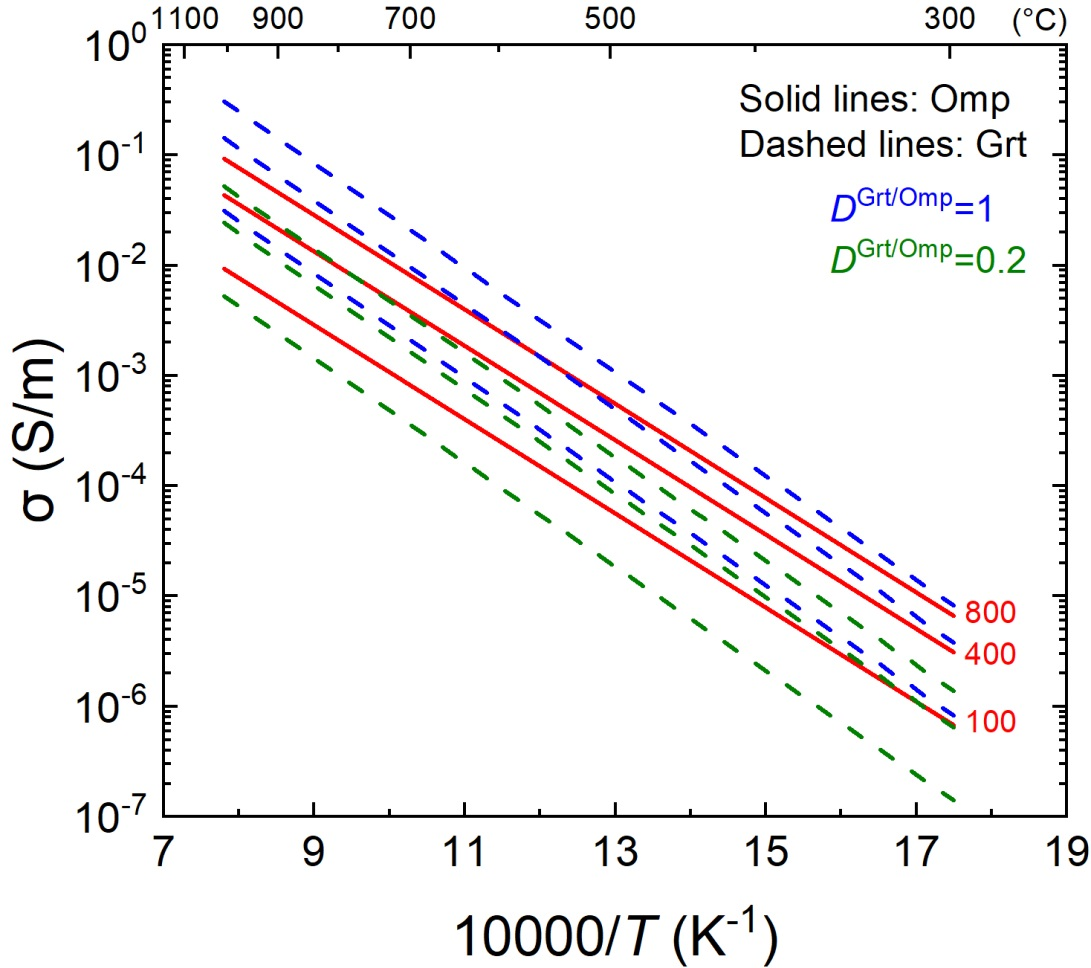 1100 900 700 500 300 (°C)
10⁰
Solid lines: Omp
Dashed lines: Grt
10⁻¹
D^Grt/Omp=1
D^Grt/Omp=0.2
10⁻²
10⁻³
σ (S/m)
10⁻⁴
10⁻⁵
800
400
10⁻⁶
100
10⁻⁷
7 9 11 13 15 17 19
10000/T (K⁻¹)